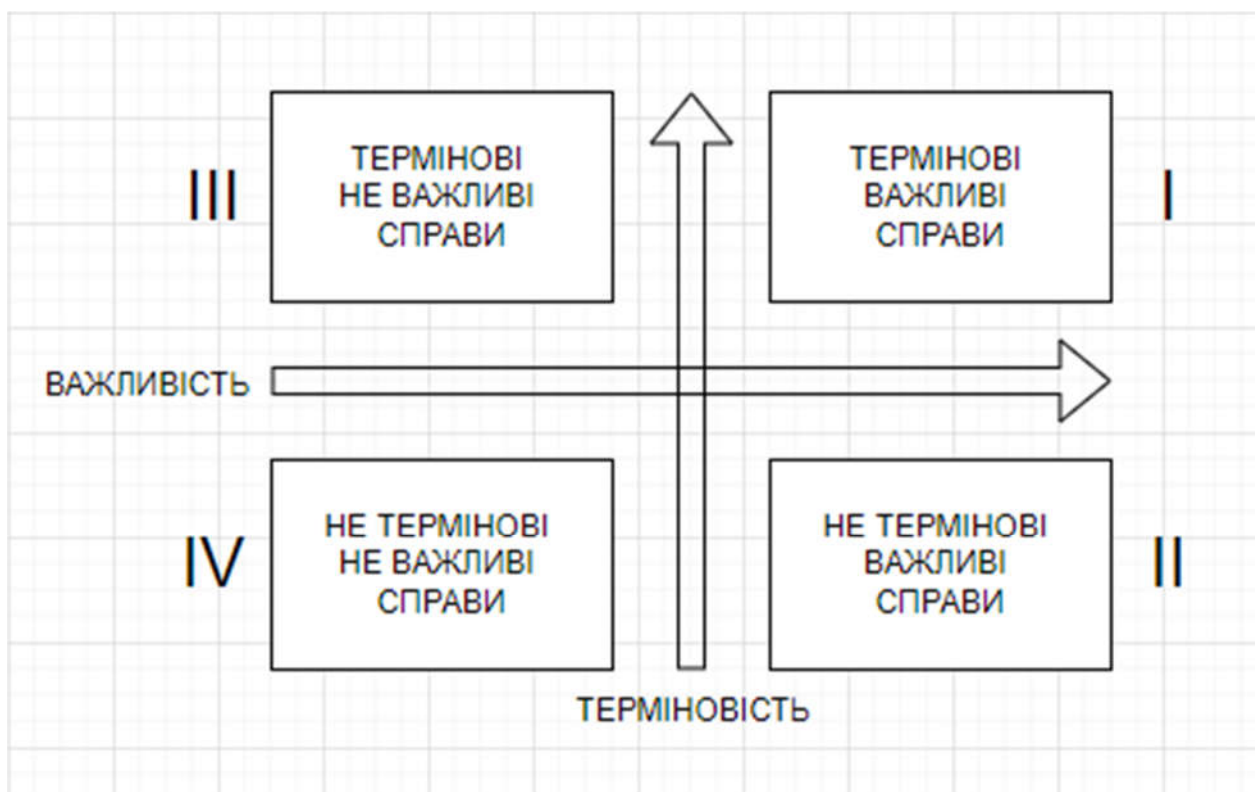 III
ТЕРМІНОВІ
НЕ ВАЖЛИВІ
СПРАВИ
ТЕРМІНОВІ
ВАЖЛИВІ
СПРАВИ
I
ВАЖЛИВІСТЬ
IV
НЕ ТЕРМІНОВІ
НЕ ВАЖЛИВІ
СПРАВИ
НЕ ТЕРМІНОВІ
ВАЖЛИВІ
СПРАВИ
II
ТЕРМІНОВІСТЬ